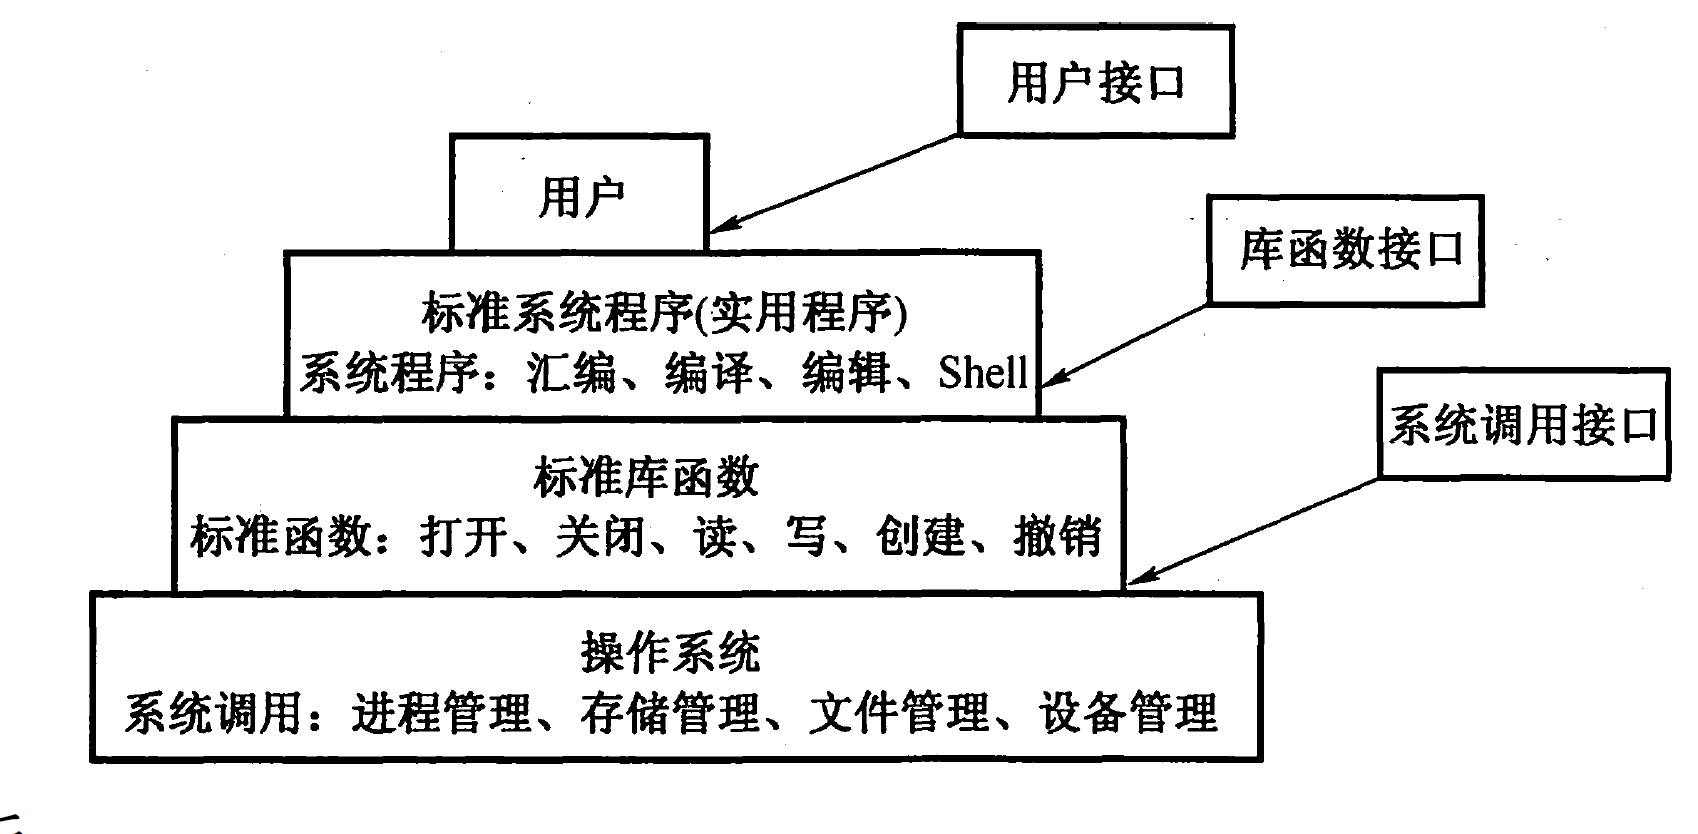 用户接口
用户
库函数接口
标准系统程序(实用程序)
系统程序：汇编、编译、编辑、Shell
系统调用接口
标准库函数
标准函数：打开、关闭、读、写、创建、撤销
操作系统
系统调用：进程管理、存储管理、文件管理、设备管理